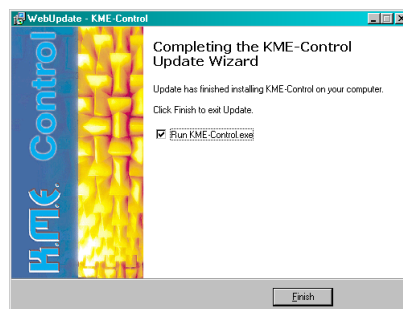 WebUpdate - KME-Control
K.M.E. Control
Completing the KME-Control
Update Wizard
Update has finished installing KME-Control on your computer.
Click Finish to exit Update.
Run KME-Control.exe
Finish